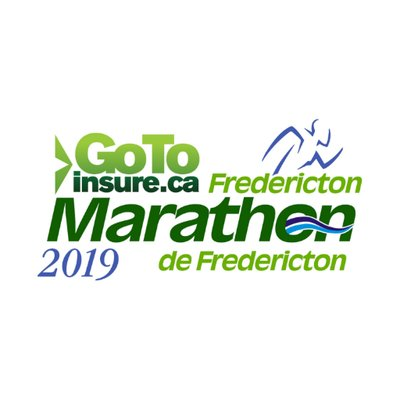 GoTo
insure.ca Fredericton
Marathon
2019 de Fredericton